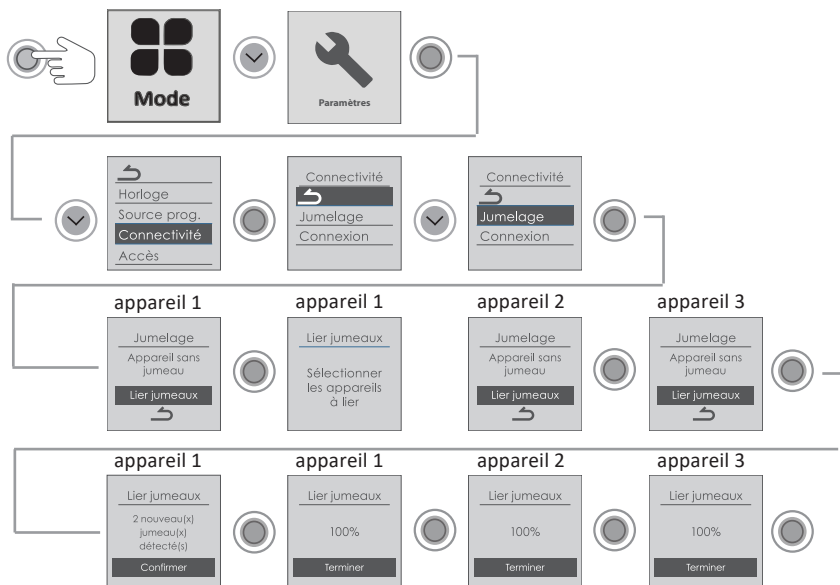 Mode
Paramètres
Horloge
Source prog.
Connectivité
Accès
Connectivité
Jumelage
Connexion
Connectivité
Jumelage
Connexion
appareil 1
Jumelage
Appareil sans
jumeau
Lier jumeaux
appareil 1
Lier jumeaux
Sélectionner
les appareils
à lier
appareil 2
Jumelage
Appareil sans
jumeau
Lier jumeaux
appareil 3
Jumelage
Appareil sans
jumeau
Lier jumeaux
appareil 1
Lier jumeaux
2 nouveau(x)
jumeau(x)
détecté(s)
Confirmer
appareil 1
Lier jumeaux
100%
Terminer
appareil 2
Lier jumeaux
100%
Terminer
appareil 3
Lier jumeaux
100%
Terminer